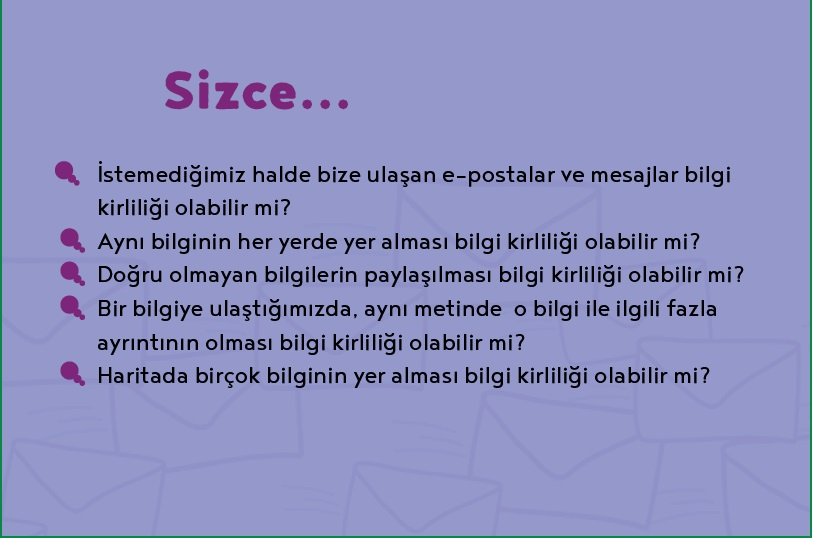 Sizce...
İstemediğimiz halde bize ulaşan e-postalar ve mesajlar bilgi
kirliliği olabilir mi?
Aynı bilginin her yerde yer alması bilgi kirliliği olabilir mi?
Doğru olmayan bilgilerin paylaşılması bilgi kirliliği olabilir mi?
Bir bilgiye ulaştığımızda, aynı metinde o bilgi ile ilgili fazla
ayrıntının olması bilgi kirliliği olabilir mi?
Haritada birçok bilginin yer alması bilgi kirliliği olabilir mi?